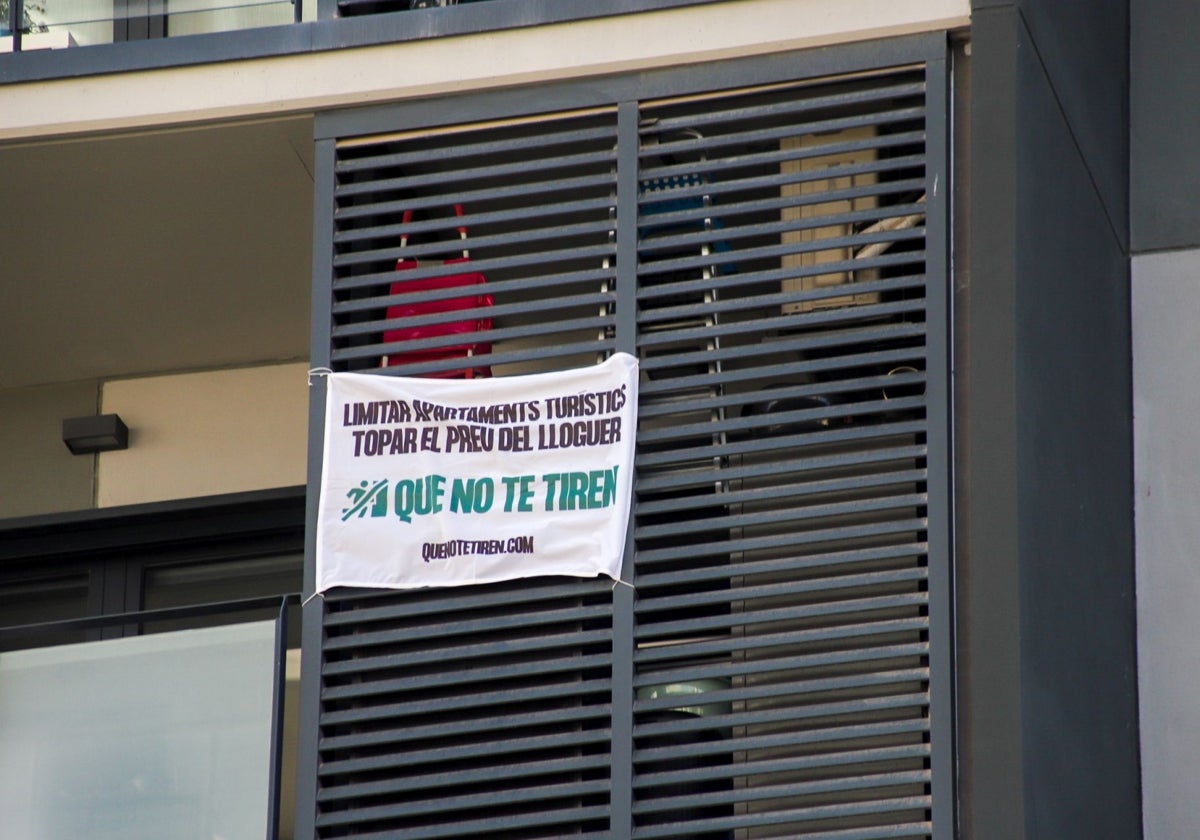 LIMITAR APARTAMENTS TURÍSTICS
TOPAR EL PREU DEL LLOGUER
QUE NO TE TIREN
QUENOTETIREN.COM